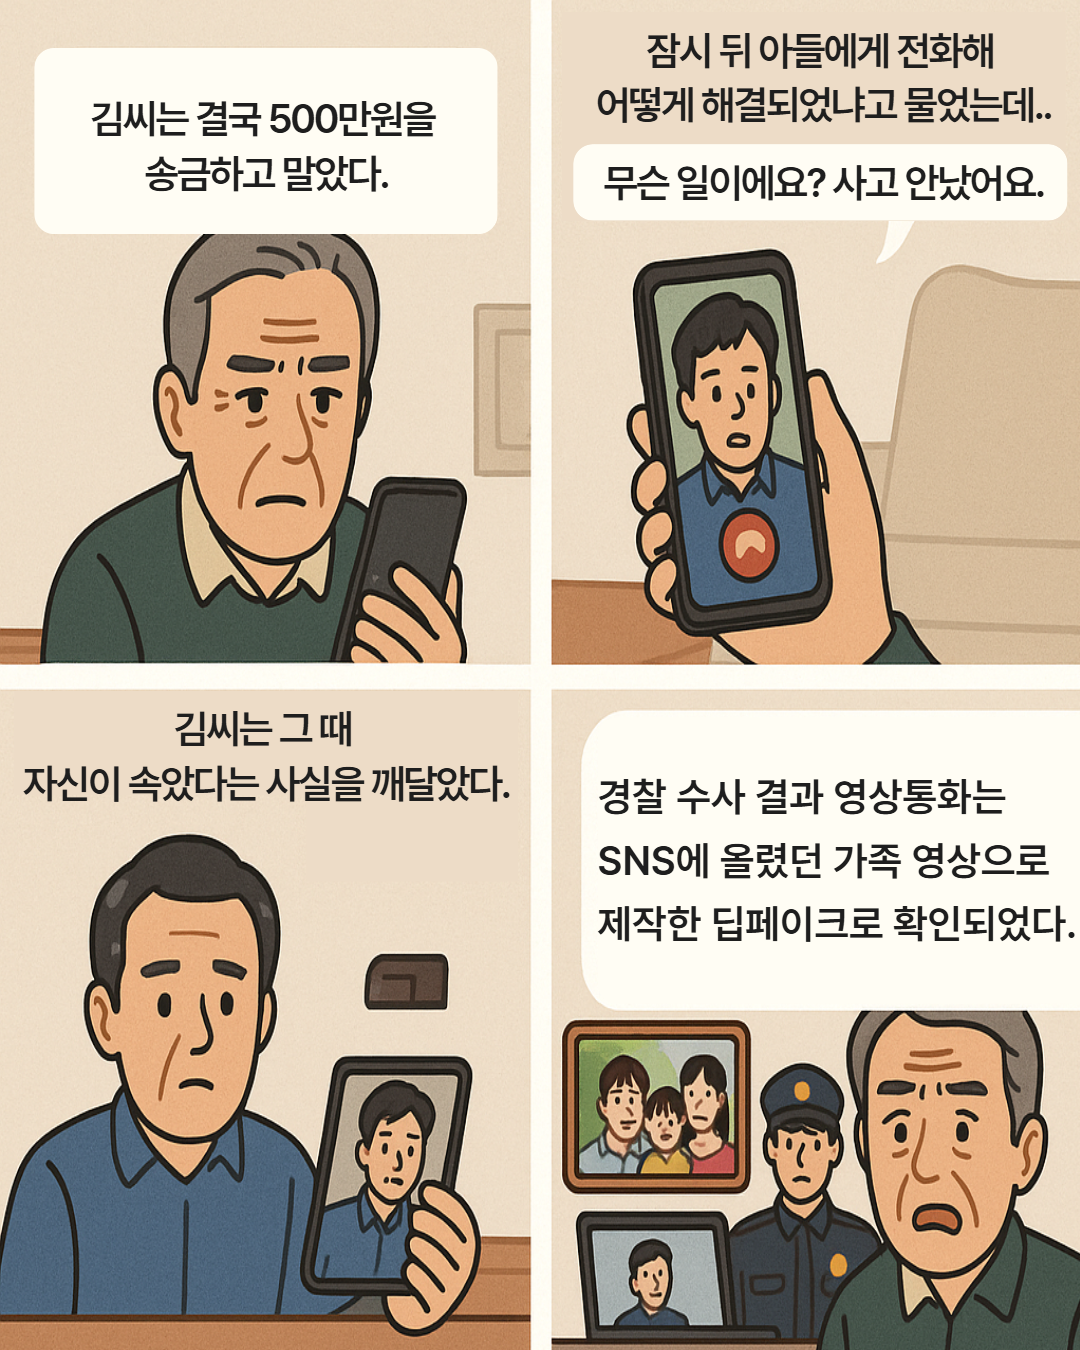 김씨는 결국 500만원을
송금하고 말았다.
잠시 뒤 아들에게 전화해
어떻게 해결되었냐고 물었는데..
무슨 일이에요? 사고 안났어요.
김씨는 그 때
자신이 속았다는 사실을 깨달았다.
경찰 수사 결과 영상통화는
SNS에 올렸던 가족 영상으로
제작한 딥페이크로 확인되었다.